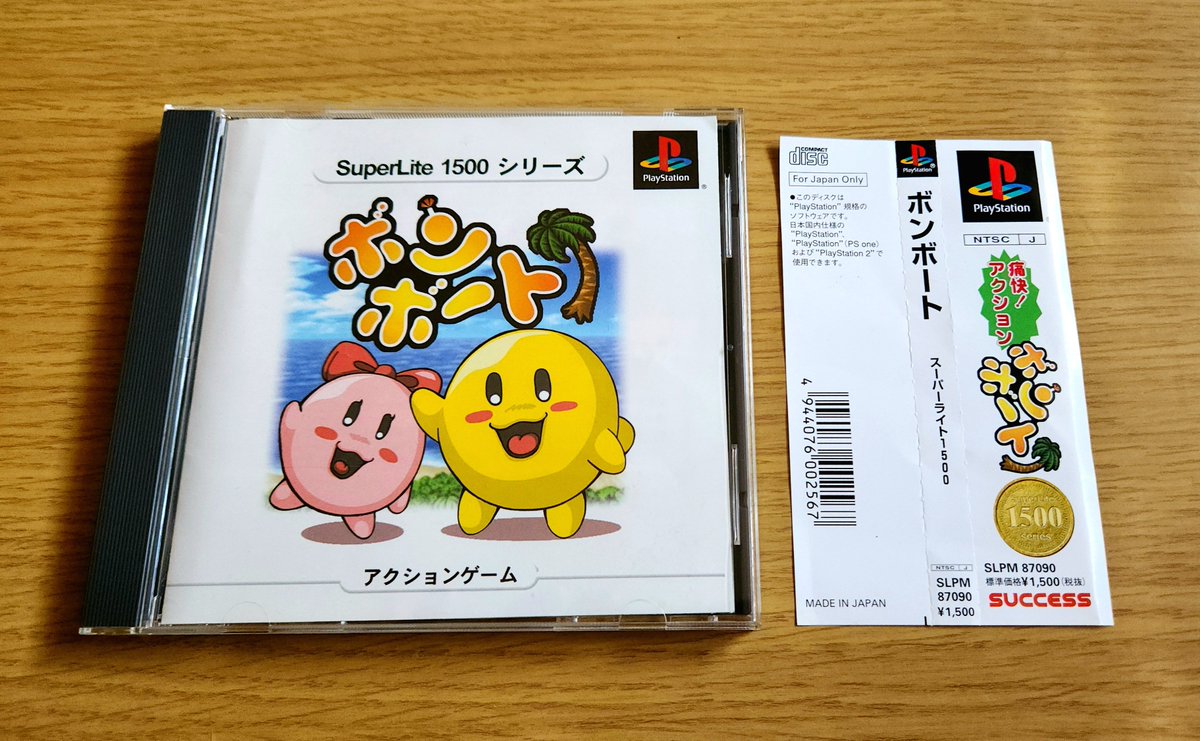 SuperLite 1500 シリーズ
PlayStation
ボン
ボート
アクションゲーム
COMPACT
disc
For Japan Only
●このディスクは
"PlayStation" 規格の
ソフトウェアです。
日本国内仕様の
"PlayStation",
"PlayStation" (PS one)
および"PlayStation 2"で
使用できます。
4 944076 002567
MADE IN JAPAN
PlayStation
ボンボート
スーパーライト1500
NTSC J
SLPM
87090
¥1,500
PlayStation
NTSC J
痛快!
アクション
ボン
ボート
SuperLite
1500
series
SLPM 87090
標準価格¥1,500(税抜)
SUCCESS